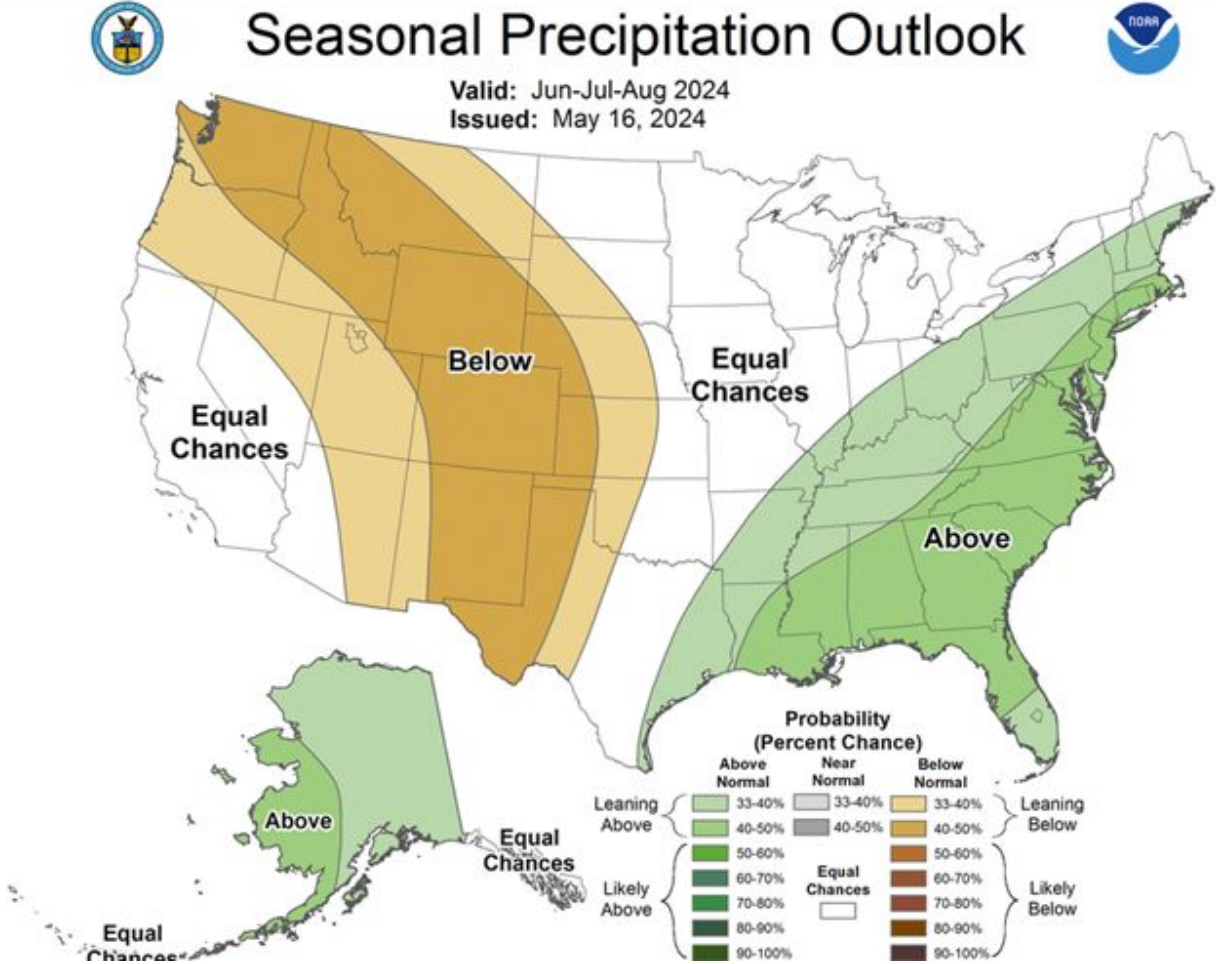 Seasonal Precipitation Outlook
NOAA
Valid: Jun-Jul-Aug 2024
Issued: May 16, 2024
Below
Equal
Chances
Equal
Chances
Above
Above
Equal
Chances
Equal
Chances
Probability
(Percent Chance)
Above
Normal
Near
Normal
Below
Normal
Leaning
Above
33-40%
33-40%
33-40%
Leaning
Below
40-50%
40-50%
40-50%
50-60%
50-60%
Likely
Above
60-70%
Equal
Chances
60-70%
Likely
Below
70-80%
70-80%
80-90%
80-90%
90-100%
90-100%